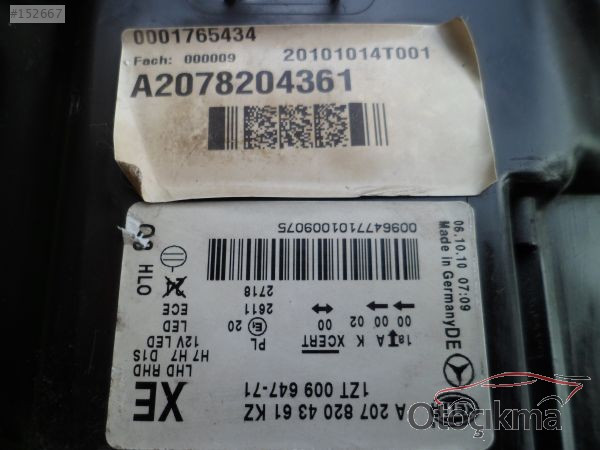 #152667
0001765434
Fach: 000009 20101014T001
A2078204361
A 207 820 43 61 KZ
1ZT 009 647-71
XE
LHD RHD
H7 H7 D1S
12V LED
LED
ECE
HLO
PL
20
2611
2718
18 A K XCERT
00 00 02 00
00964777101009075
06.10.10 07:09
Made in Germany DE
Otoçıkma